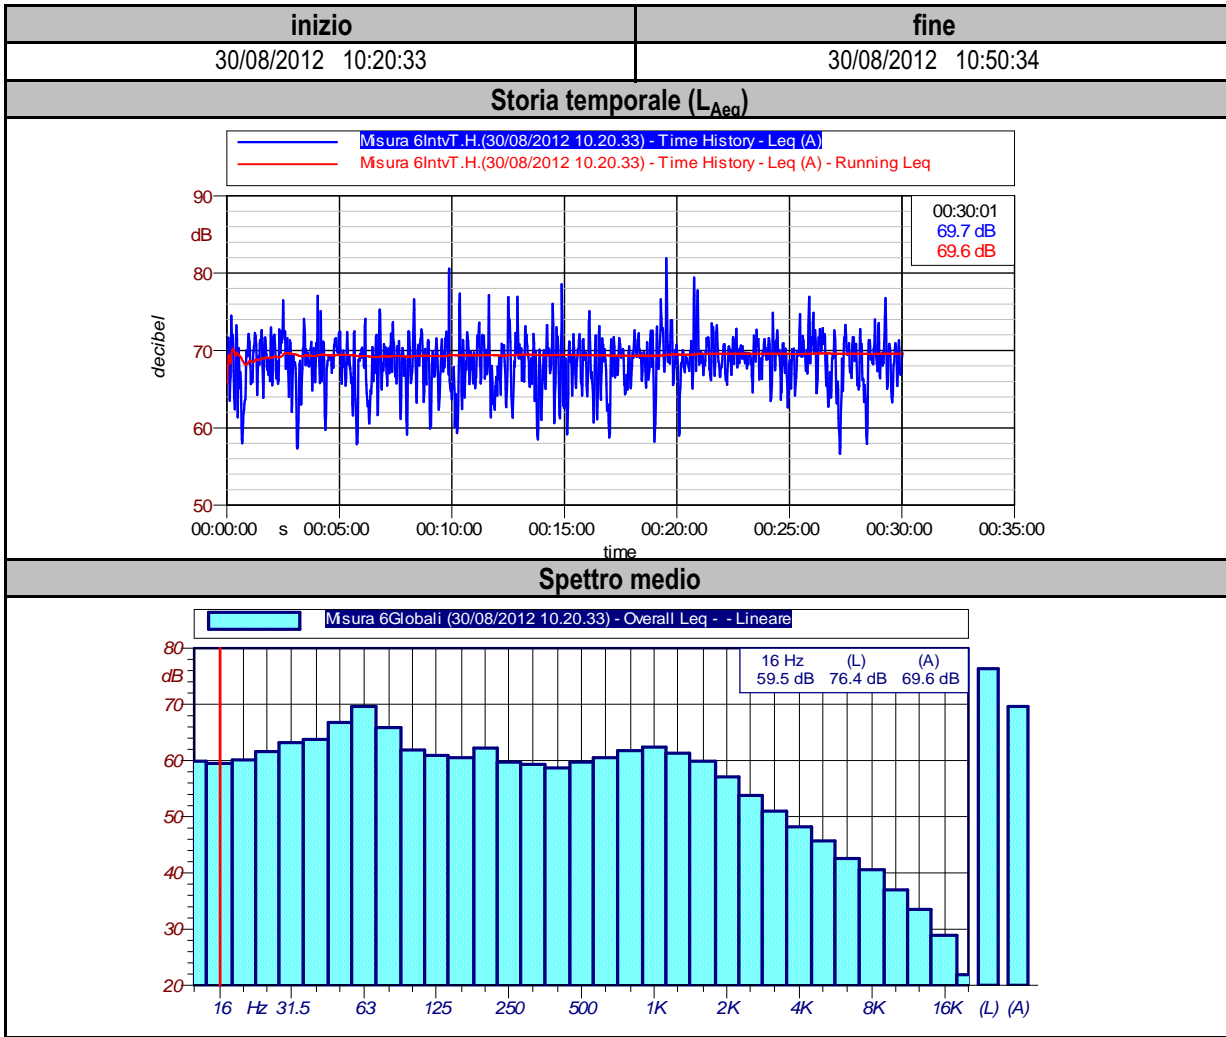 inizio fine
30/08/2012 10:20:33 30/08/2012 10:50:34
Storia temporale (LAeq)
Misura 6IntvT.H.(30/08/2012 10.20.33) - Time History - Leq (A)
Misura 6IntvT.H.(30/08/2012 10.20.33) - Time History - Leq (A) - Running Leq
90
dB
80
70
60
50
decibel
00:30:01
69.7 dB
69.6 dB
00:00:00 s 00:05:00 00:10:00 00:15:00 00:20:00 00:25:00 00:30:00 00:35:00
time
Spettro medio
Misura 6Globali (30/08/2012 10.20.33) - Overall Leq - - Lineare
80
dB
70
60
50
40
30
20
16 Hz (L) (A)
59.5 dB 76.4 dB 69.6 dB
16 Hz 31.5 63 125 250 500 1K 2K 4K 8K 16K (L) (A)